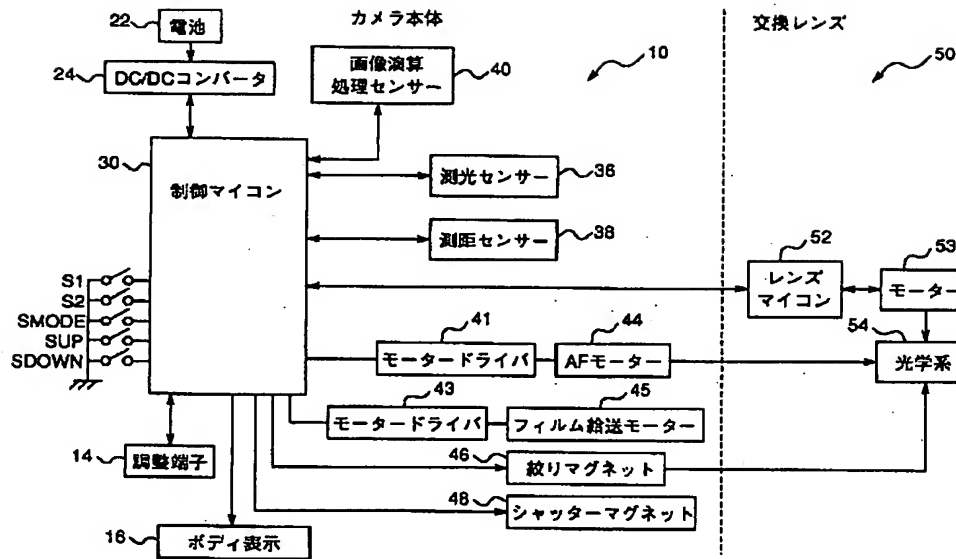 カメラ本体
交換レンズ
22
電池
24
DC/DCコンバータ
画像演算
処理センサー
40
10
50
30
制御マイコン
測光センサー
36
測距センサー
38
52
レンズ
マイコン
53
モーター
54
光学系
S1
S2
SMODE
SUP
SDOWN
41
モータードライバ
44
AFモーター
43
モータードライバ
45
フィルム給送モーター
14
調整端子
46
絞りマグネット
48
シャッターマグネット
16
ボディ表示